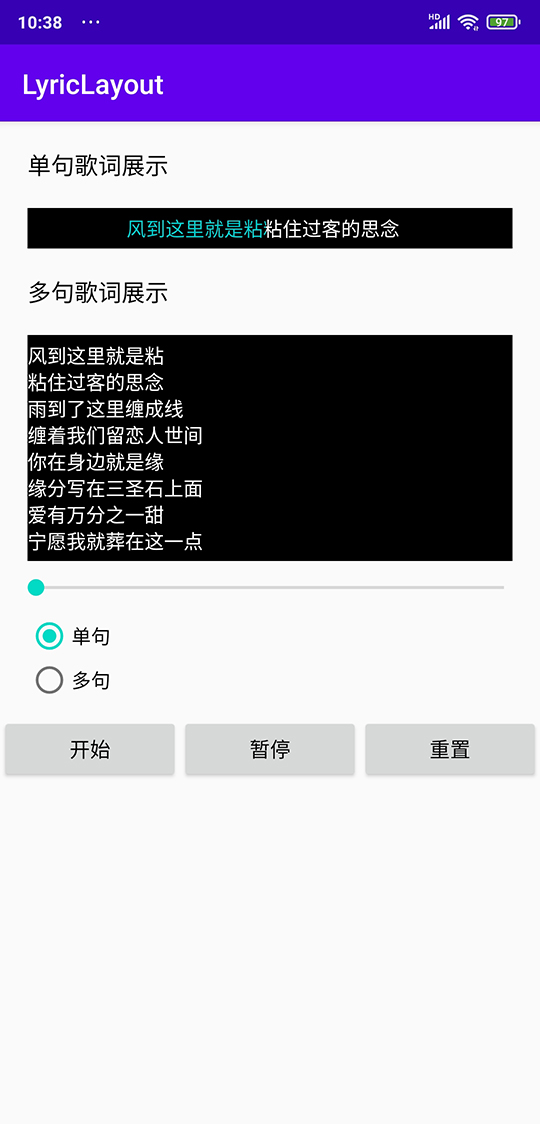 10:38 ... HD 97
LyricLayout
单句歌词展示
风到这里就是粘粘住过客的思念
多句歌词展示
风到这里就是粘
粘住过客的思念
雨到了这里缠成线
缠着我们留恋人世间
你在身边就是缘
缘分写在三圣石上面
爱有万分之一甜
宁愿我就葬在这一点
单句
多句
开始 暂停 重置